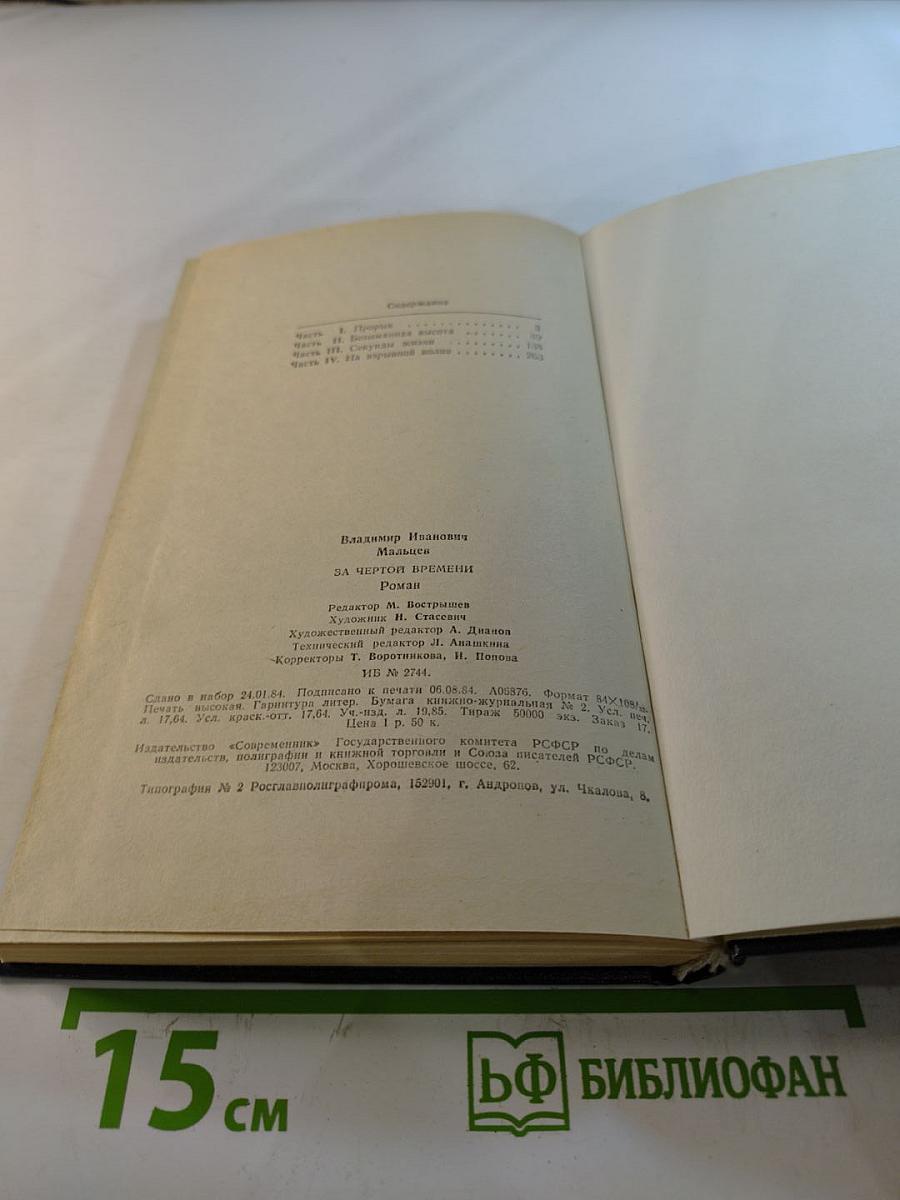 Содержание
Часть I. Прорыв . . . . . . . . . . . . . 3
Часть II. Безымянная высота . . . . . . . 89
Часть III. Секунды жизни . . . . . . . .
Часть IV. На взрывной волне . . . . . . . . 263
Владимир Иванович
Мальцев
ЗА ЧЕРТОЙ ВРЕМЕНИ
Роман
Редактор М. Вострышев
Художник И. Стасевич
Художественный редактор А. Дианов
Технический редактор Л. Анашкина
Корректоры Т. Воротникова, И. Попова
ИБ № 2744.
Сдано в набор 24.01.84. Подписано к печати 06.08.84. А05876. Формат 84×108/32.
Печать высокая. Гарнитура литер. Бумага книжно-журнальная № 2. Усл. печ.
л. 17,64. Усл. краск.-отт. 17,64. Уч.-изд. л. 19,85. Тираж 50000 экз. Заказ 17.
Цена 1 р. 50 к.
Издательство «Современник» Государственного комитета РСФСР по делам
издательств, полиграфии и книжной торговли и Союза писателей РСФСР.
123007, Москва, Хорошевское шоссе, 62.
Типография № 2 Росглавполиграфпрома, 152901, г. Андропов, ул. Чкалова, 8.
15 см
БФ БИБЛИОФАН